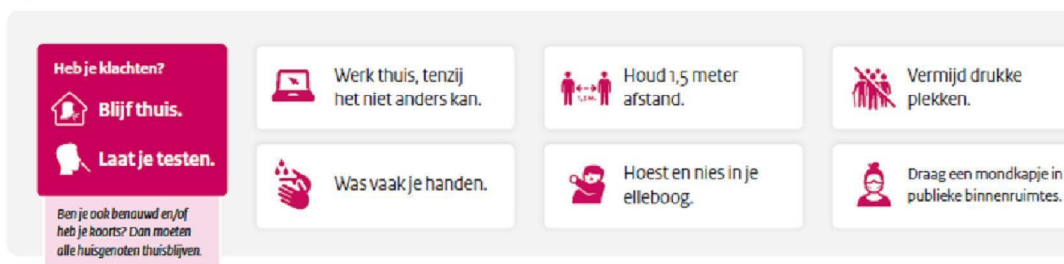 Heb je klachten?
Blijf thuis.
Laat je testen.
Ben je ook benauwd en/of
heb je koorts? Dan moeten
alle huisgenoten thuisblijven.
Werk thuis, tenzij
het niet anders kan.
Houd 1,5 meter
afstand.
1,5 M.
Vermijd drukke
plekken.
Was vaak je handen.
Hoest en nies in je
elleboog.
Draag een mondkapje in
publieke binnenruimtes.